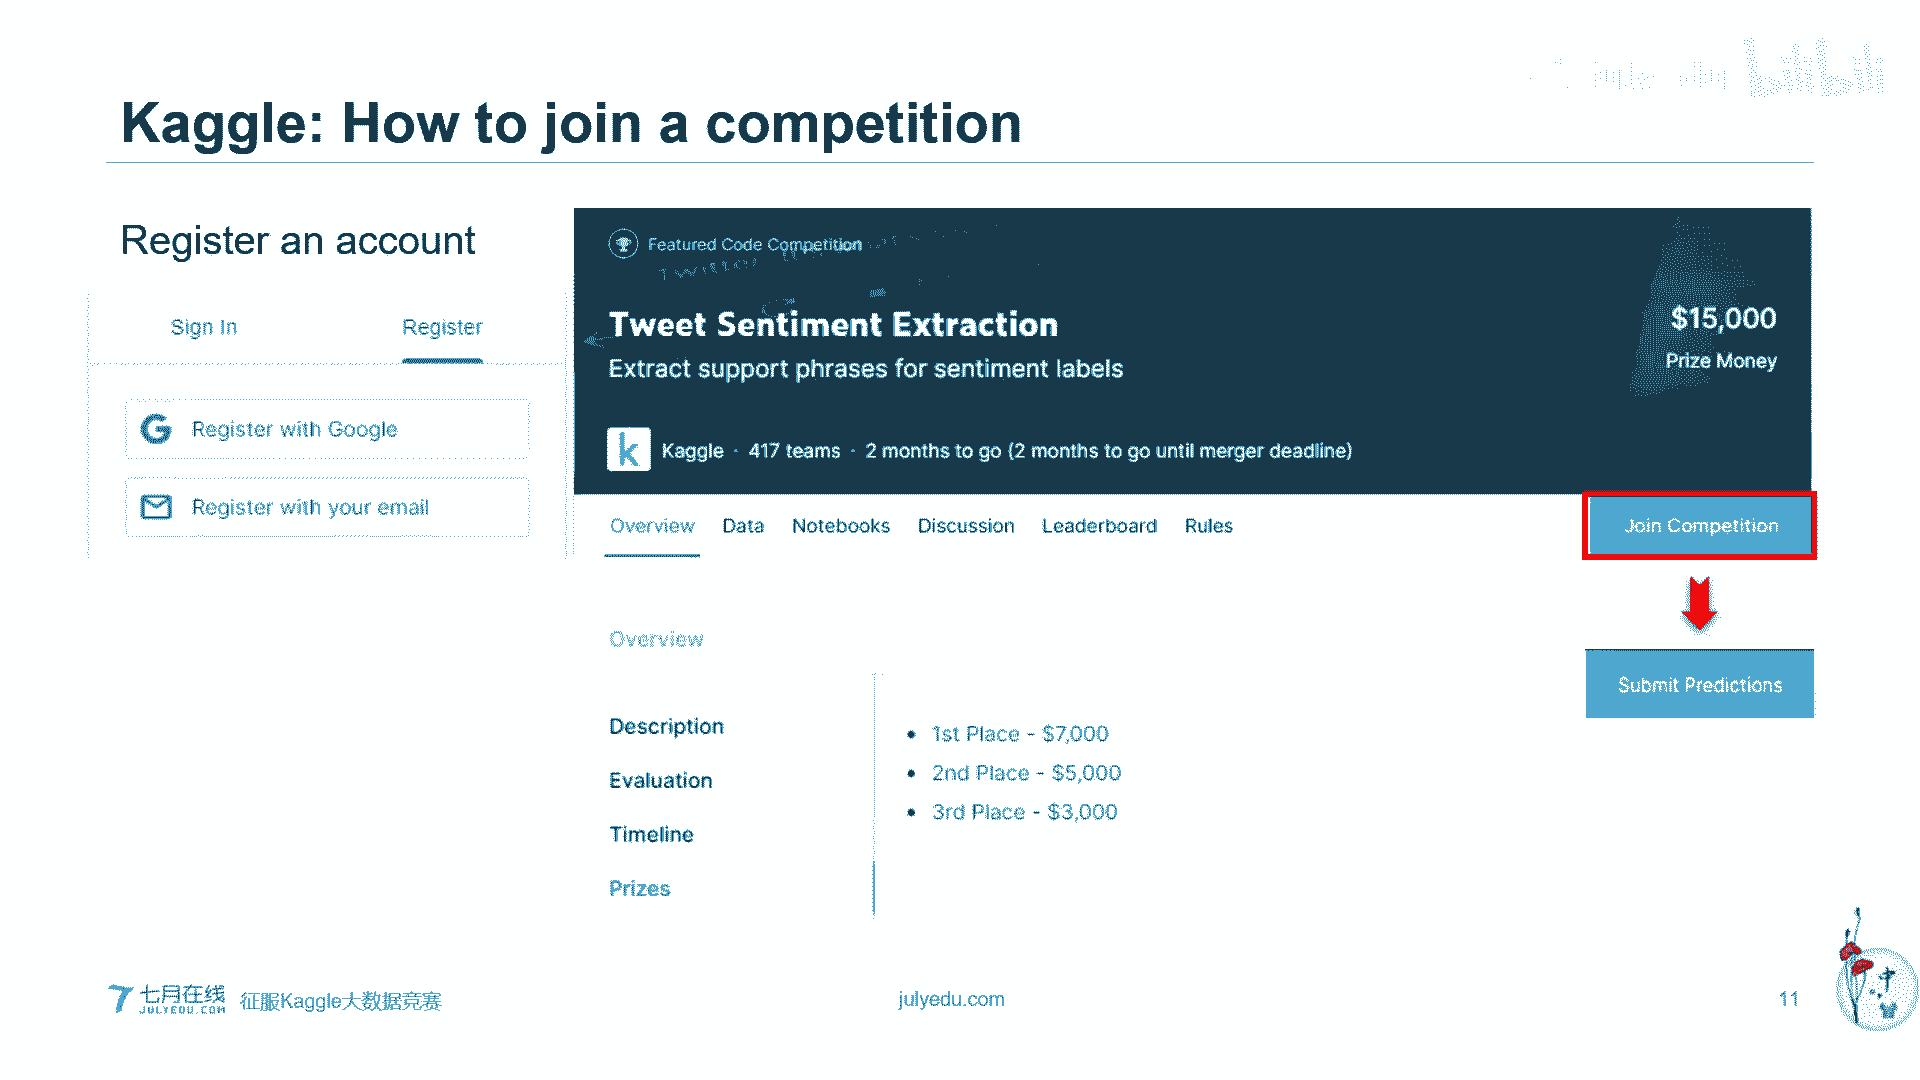 bilibili
Kaggle: How to join a competition
Register an account
Sign In
Register
Register with Google
Register with your email
Featured Code Competition
Twitter
Tweet Sentiment Extraction
Extract support phrases for sentiment labels
$15,000
Prize Money
k
Kaggle · 417 teams · 2 months to go (2 months to go until merger deadline)
Overview Data Notebooks Discussion Leaderboard Rules
Join Competition
Submit Predictions
Overview
Description
Evaluation
Timeline
Prizes
• 1st Place - $7,000
• 2nd Place - $5,000
• 3rd Place - $3,000
七月在线
JULYEDU.COM
征服Kaggle大数据竞赛
julyedu.com
11